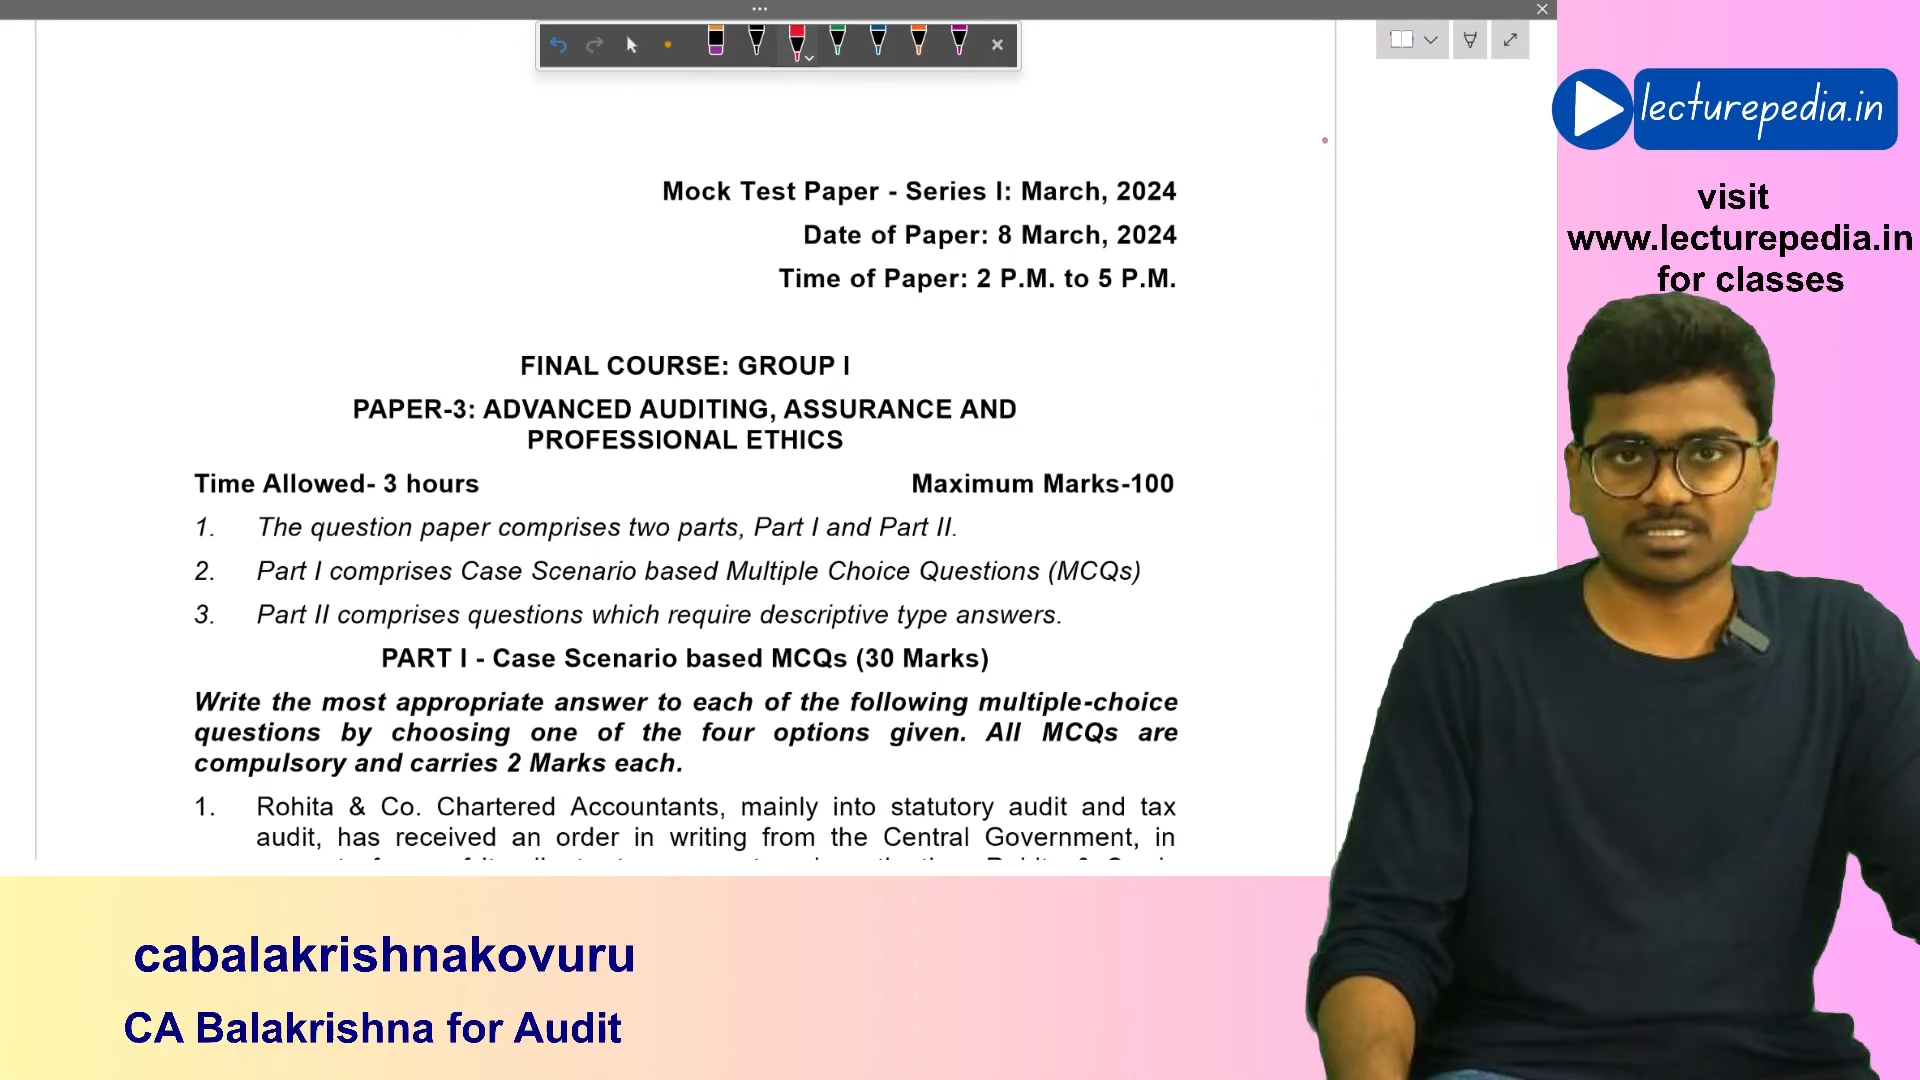 Mock Test Paper - Series I: March, 2024
Date of Paper: 8 March, 2024
Time of Paper: 2 P.M. to 5 P.M.
FINAL COURSE: GROUP I
PAPER-3: ADVANCED AUDITING, ASSURANCE AND
PROFESSIONAL ETHICS
Time Allowed- 3 hours Maximum Marks-100
1. The question paper comprises two parts, Part I and Part II.
2. Part I comprises Case Scenario based Multiple Choice Questions (MCQs)
3. Part II comprises questions which require descriptive type answers.
PART I - Case Scenario based MCQs (30 Marks)
Write the most appropriate answer to each of the following multiple-choice
questions by choosing one of the four options given. All MCQs are
compulsory and carries 2 Marks each.
1. Rohita & Co. Chartered Accountants, mainly into statutory audit and tax
audit, has received an order in writing from the Central Government, in
lecturepedia.in
visit
www.lecturepedia.in
for classes
cabalakrishnakovuru
CA Balakrishna for Audit